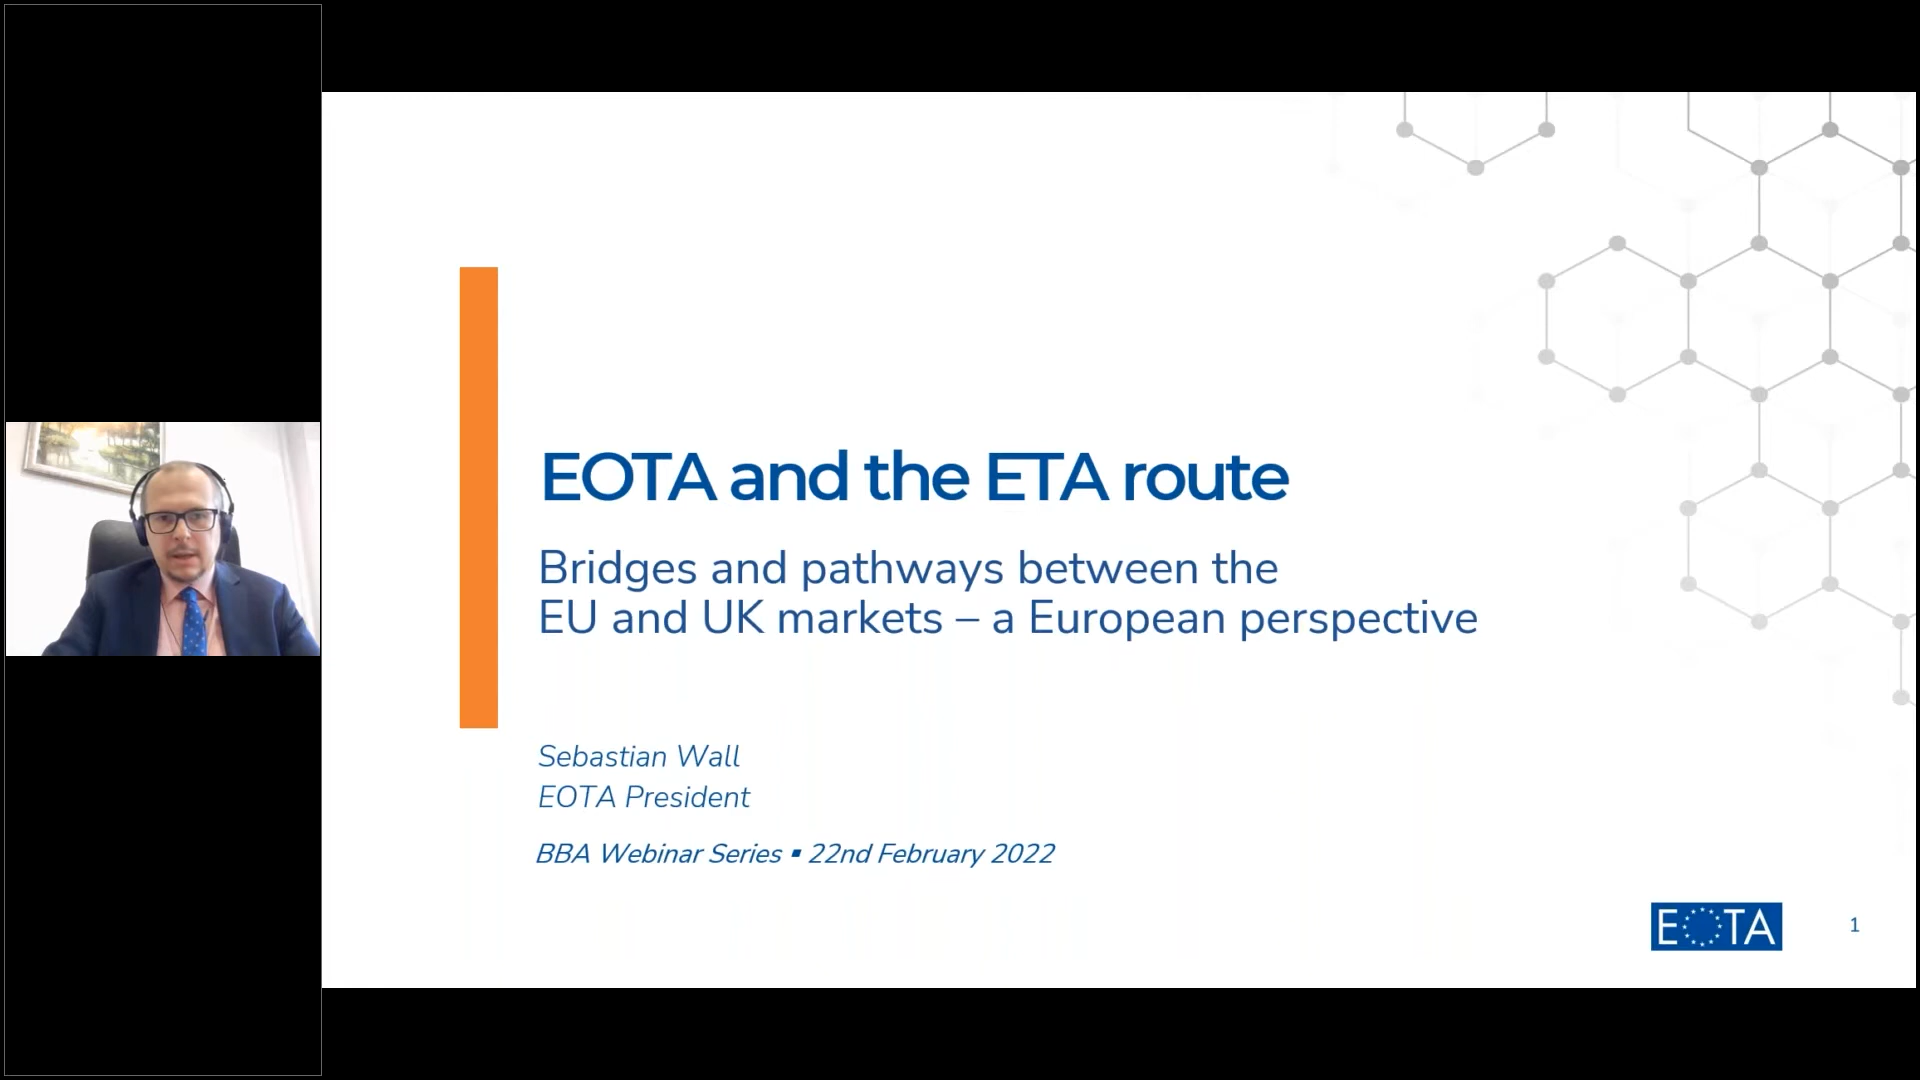 EOTA and the ETA route
Bridges and pathways between the
EU and UK markets – a European perspective
Sebastian Wall
EOTA President
BBA Webinar Series ▪ 22nd February 2022
EOTA
1